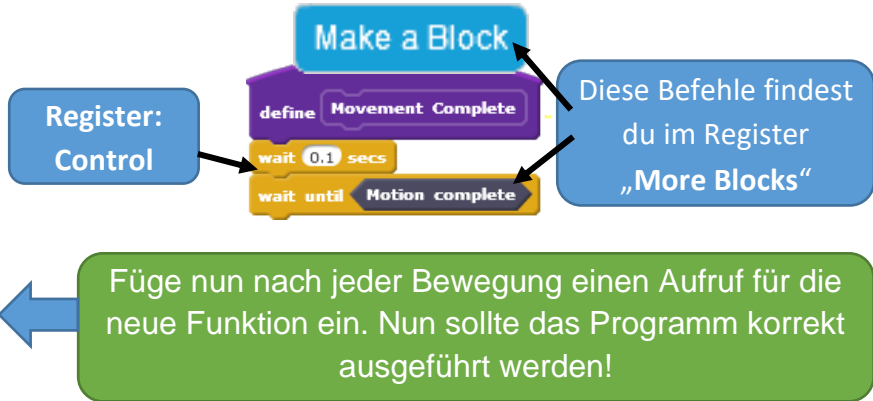 Make a Block
define Movement Complete
wait 0.1 secs
wait until Motion complete
Register:
Control
Diese Befehle findest
du im Register
„More Blocks“
Füge nun nach jeder Bewegung einen Aufruf für die
neue Funktion ein. Nun sollte das Programm korrekt
ausgeführt werden!